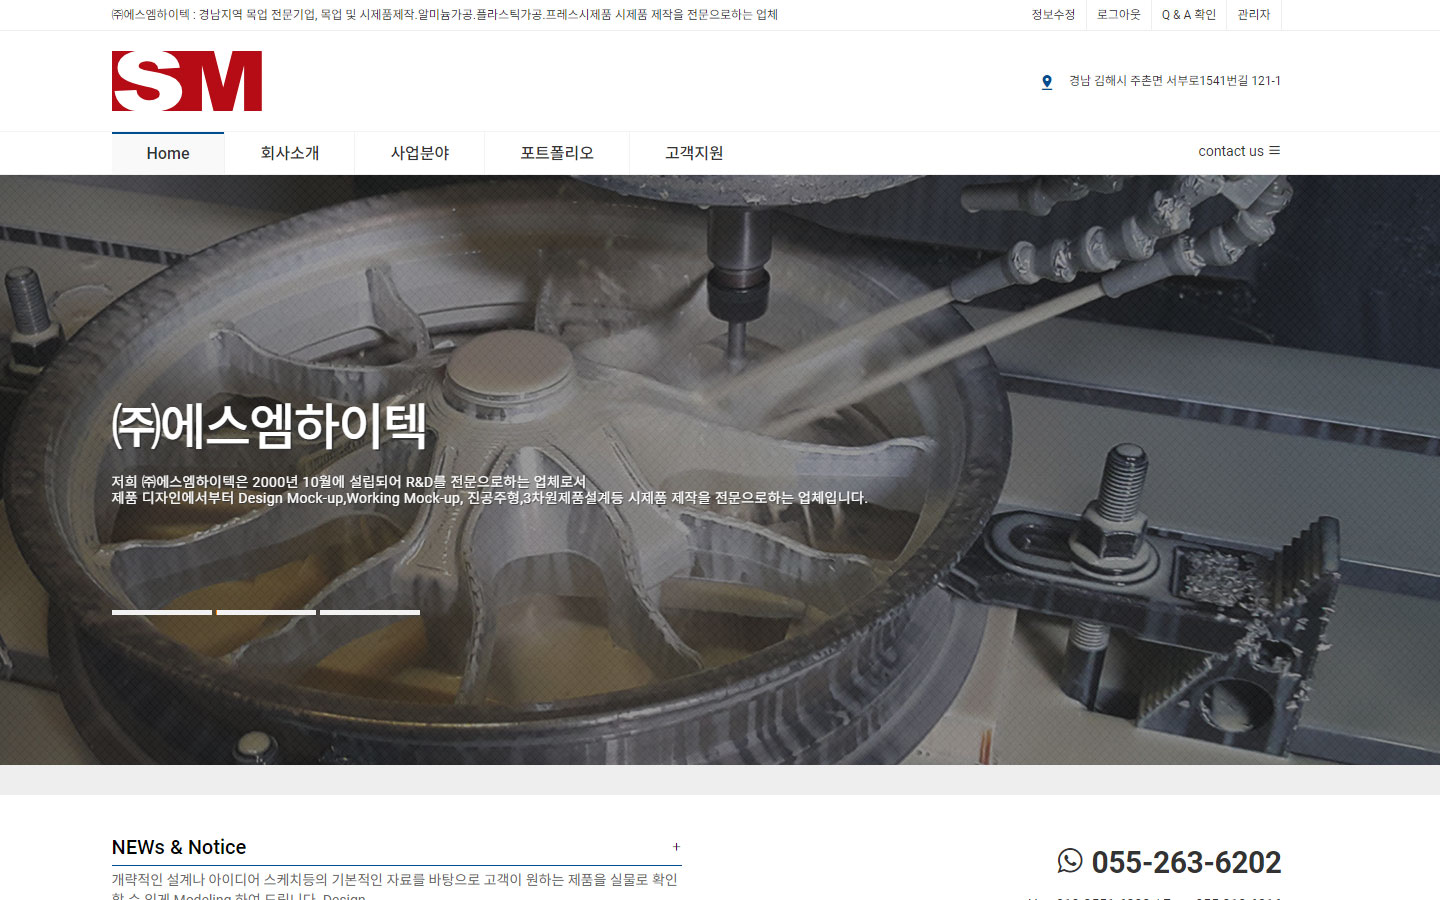 ㈜에스엠하이텍 : 경남지역 목업 전문기업, 목업 및 시제품제작.알미늄가공.플라스틱가공.프레스시제품 시제품 제작을 전문으로하는 업체
정보수정 로그아웃 Q & A 확인 관리자
SM
경남 김해시 주촌면 서부로1541번길 121-1
Home 회사소개 사업분야 포트폴리오 고객지원 contact us
㈜에스엠하이텍
저희 ㈜에스엠하이텍은 2000년 10월에 설립되어 R&D를 전문으로하는 업체로서
제품 디자인에서부터 Design Mock-up,Working Mock-up, 진공주형,3차원제품설계등 시제품 제작을 전문으로하는 업체입니다.
NEWs & Notice +
055-263-6202
개략적인 설계나 아이디어 스케치등의 기본적인 자료를 바탕으로 고객이 원하는 제품을 실물로 확인
할 수 있게 Modeling 하여 드립니다. Design